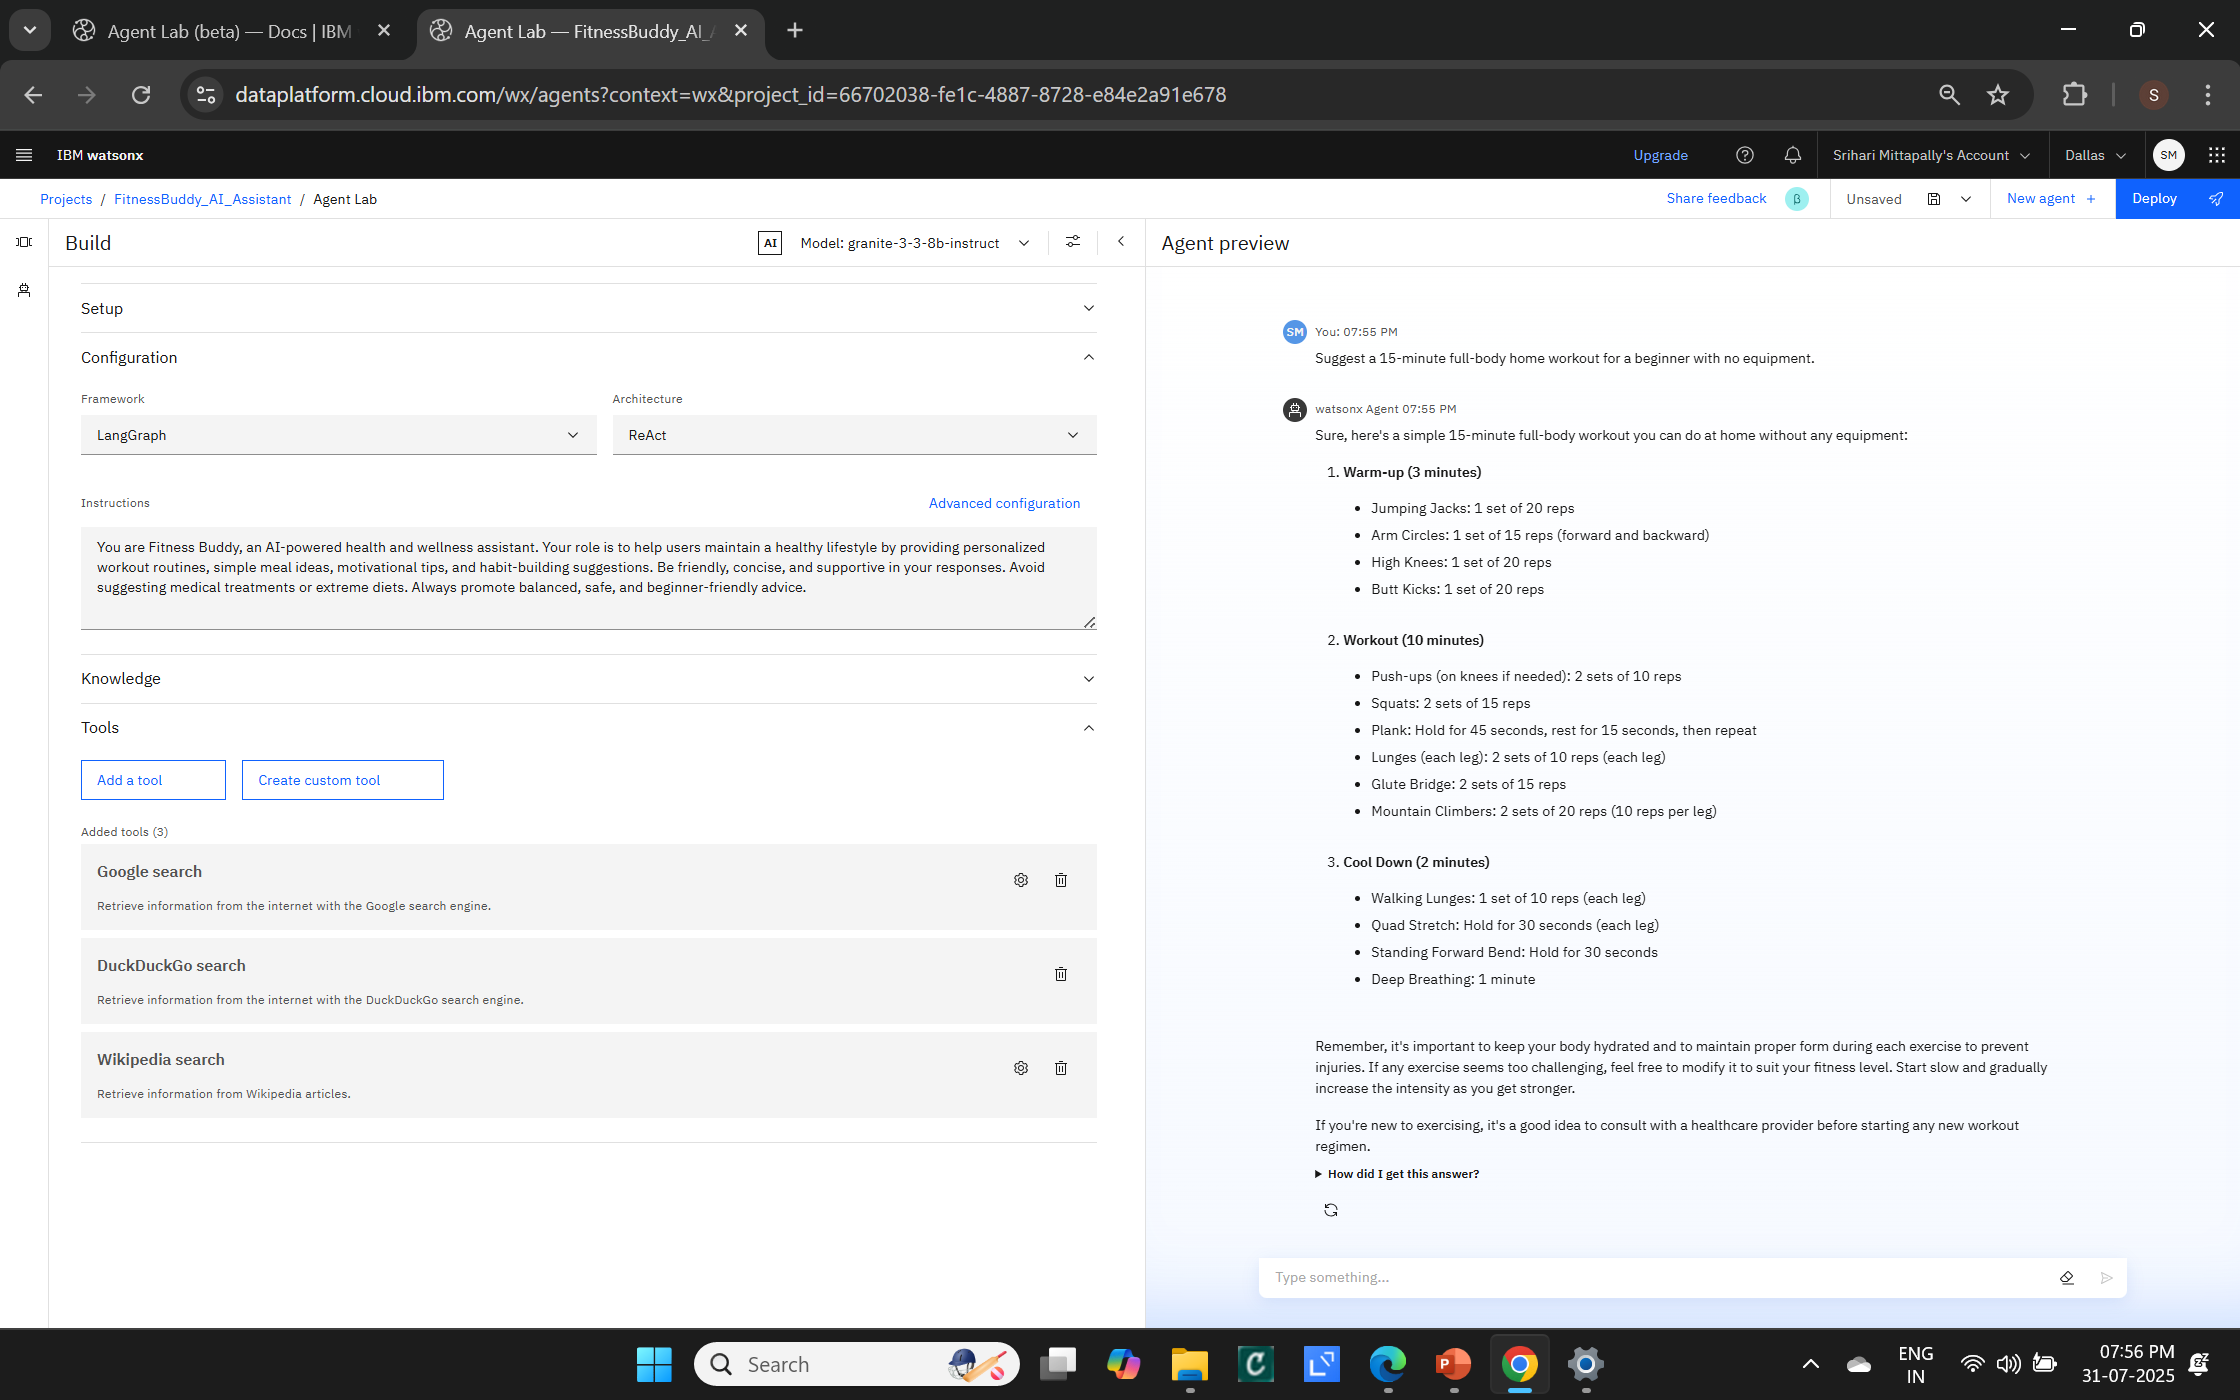 Agent Lab (beta) — Docs | IBM
Agent Lab — FitnessBuddy_AI_A
dataplatform.cloud.ibm.com/wx/agents?context=wx&project_id=66702038-fe1c-4887-8728-e84e2a91e678
S
IBM watsonx
Upgrade
Srihari Mittapally's Account
Dallas
SM
Projects / FitnessBuddy_AI_Assistant / Agent Lab
Share feedback
β
Unsaved
New agent +
Deploy
Build
AI
Model: granite-3-3-8b-instruct
Setup
Configuration
Framework
Architecture
LangGraph
ReAct
Instructions
Advanced configuration
You are Fitness Buddy, an AI-powered health and wellness assistant. Your role is to help users maintain a healthy lifestyle by providing personalized
workout routines, simple meal ideas, motivational tips, and habit-building suggestions. Be friendly, concise, and supportive in your responses. Avoid
suggesting medical treatments or extreme diets. Always promote balanced, safe, and beginner-friendly advice.
Knowledge
Tools
Add a tool
Create custom tool
Added tools (3)
Google search
Retrieve information from the internet with the Google search engine.
DuckDuckGo search
Retrieve information from the internet with the DuckDuckGo search engine.
Wikipedia search
Retrieve information from Wikipedia articles.
Agent preview
SM
You: 07:55 PM
Suggest a 15-minute full-body home workout for a beginner with no equipment.
watsonx Agent 07:55 PM
Sure, here's a simple 15-minute full-body workout you can do at home without any equipment:
1. Warm-up (3 minutes)
• Jumping Jacks: 1 set of 20 reps
• Arm Circles: 1 set of 15 reps (forward and backward)
• High Knees: 1 set of 20 reps
• Butt Kicks: 1 set of 20 reps
2. Workout (10 minutes)
• Push-ups (on knees if needed): 2 sets of 10 reps
• Squats: 2 sets of 15 reps
• Plank: Hold for 45 seconds, rest for 15 seconds, then repeat
• Lunges (each leg): 2 sets of 10 reps (each leg)
• Glute Bridge: 2 sets of 15 reps
• Mountain Climbers: 2 sets of 20 reps (10 reps per leg)
3. Cool Down (2 minutes)
• Walking Lunges: 1 set of 10 reps (each leg)
• Quad Stretch: Hold for 30 seconds (each leg)
• Standing Forward Bend: Hold for 30 seconds
• Deep Breathing: 1 minute
Remember, it's important to keep your body hydrated and to maintain proper form during each exercise to prevent
injuries. If any exercise seems too challenging, feel free to modify it to suit your fitness level. Start slow and gradually
increase the intensity as you get stronger.
If you're new to exercising, it's a good idea to consult with a healthcare provider before starting any new workout
regimen.
How did I get this answer?
Type something...
Search
ENG
IN
07:56 PM
31-07-2025